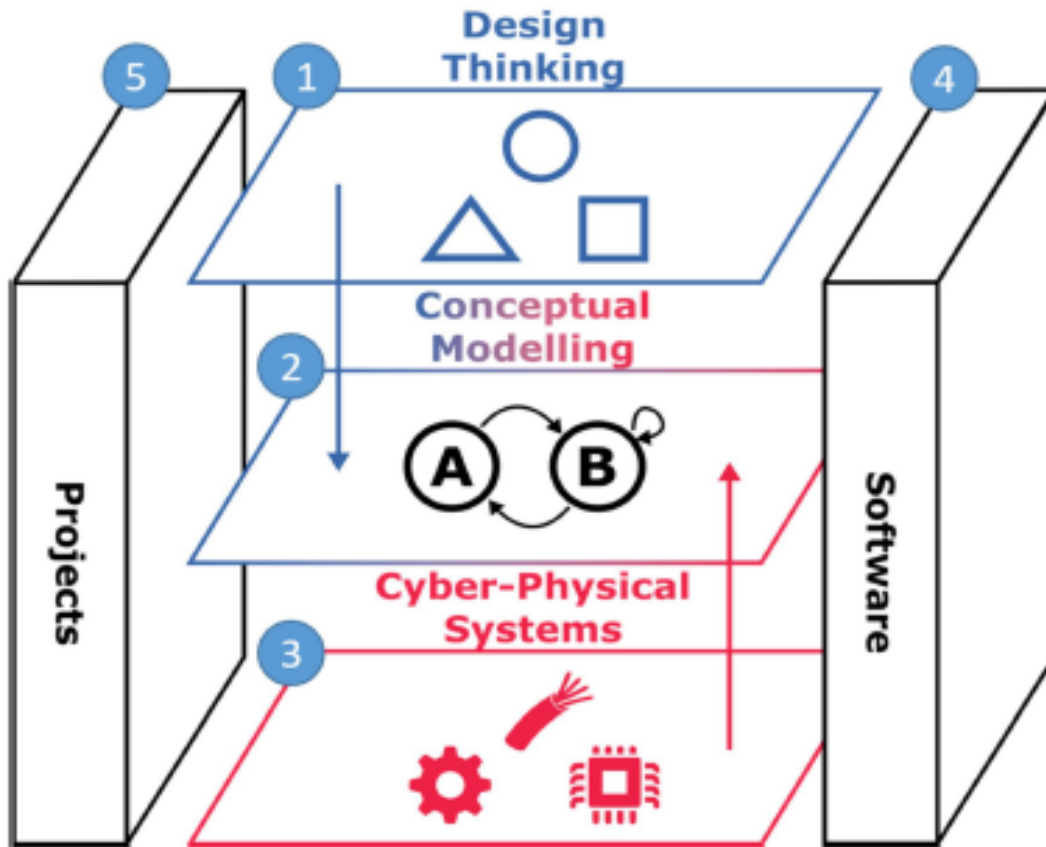 Design
Thinking
5
1
4
Conceptual
Modelling
2
A
B
Projects
Software
Cyber-Physical
Systems
3